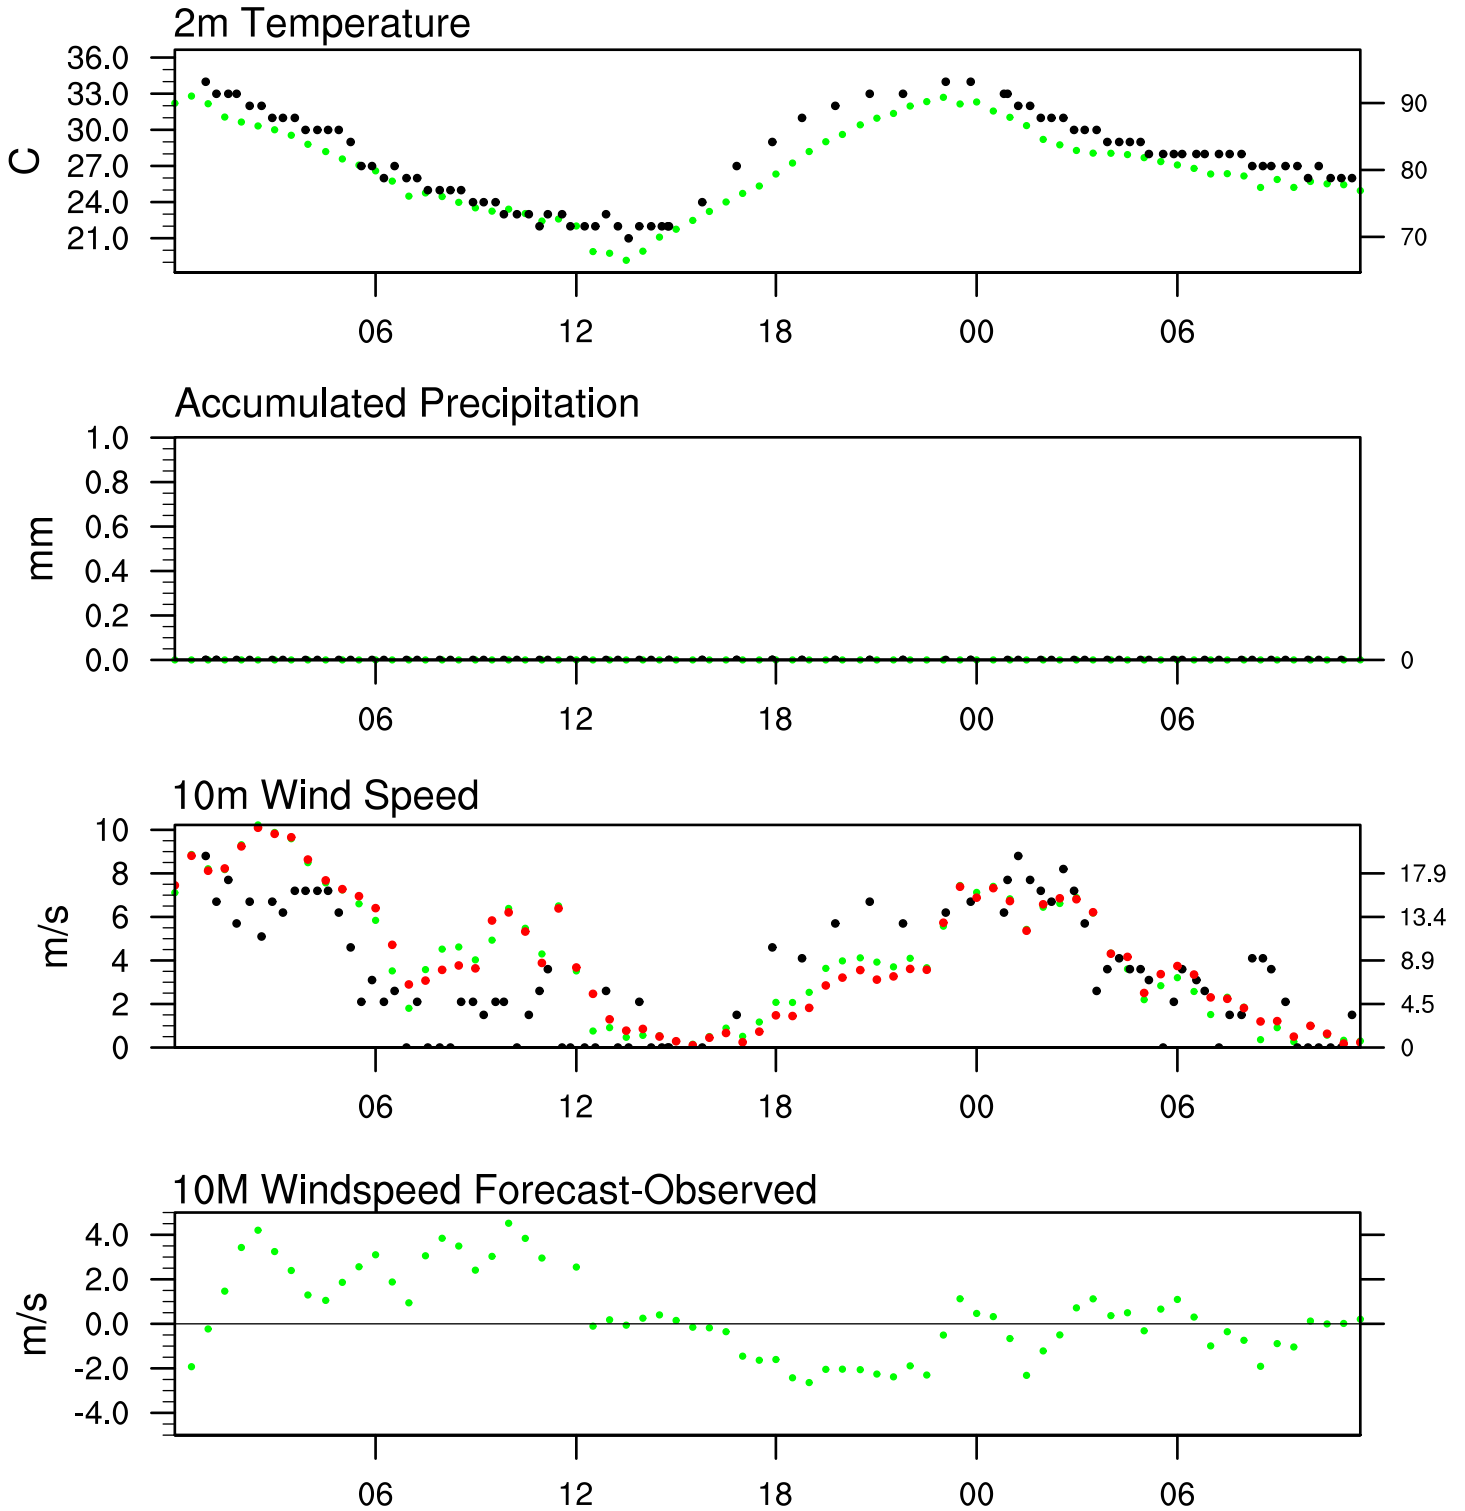 2m Temperature
36.0
33.0
30.0
27.0
24.0
21.0
C
90
80
70
06 12 18 00 06
Accumulated Precipitation
1.0
0.8
0.6
0.4
0.2
0.0
mm
0
06 12 18 00 06
10m Wind Speed
10
8
6
4
2
0
m/s
17.9
13.4
8.9
4.5
0
06 12 18 00 06
10M Windspeed Forecast-Observed
4.0
2.0
0.0
-2.0
-4.0
m/s
06 12 18 00 06